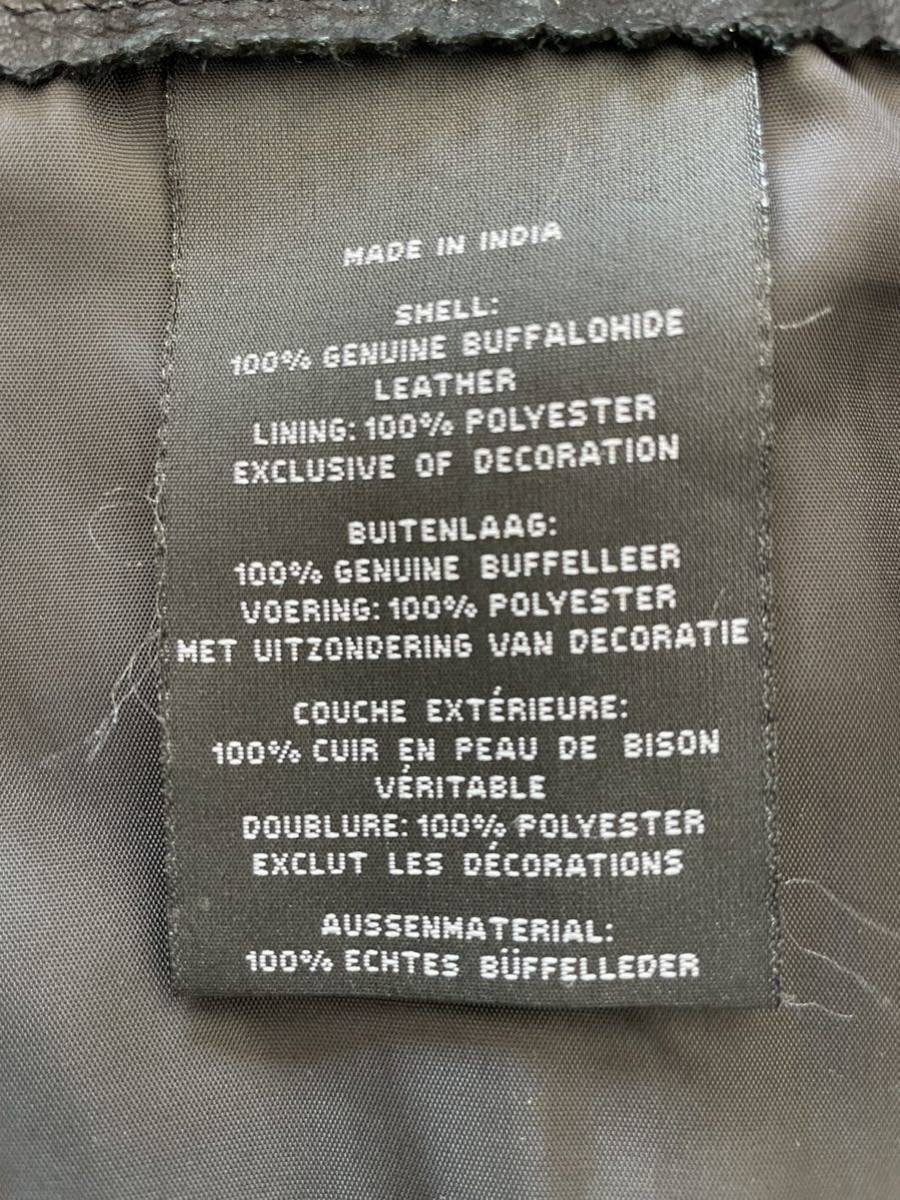 MADE IN INDIA
SHELL:
100% GENUINE BUFFALOHIDE
LEATHER
LINING: 100% POLYESTER
EXCLUSIVE OF DECORATION
BUITENLAAG:
100% GENUINE BUFFELLEER
VOERING: 100% POLYESTER
MET UITZONDERING VAN DECORATIE
COUCHE EXTÉRIEURE:
100% CUIR EN PEAU DE BISON
VÉRITABLE
DOUBLURE: 100% POLYESTER
EXCLUT LES DÉCORATIONS
AUSSENMATERIAL:
100% ECHTES BÜFFELLEDER